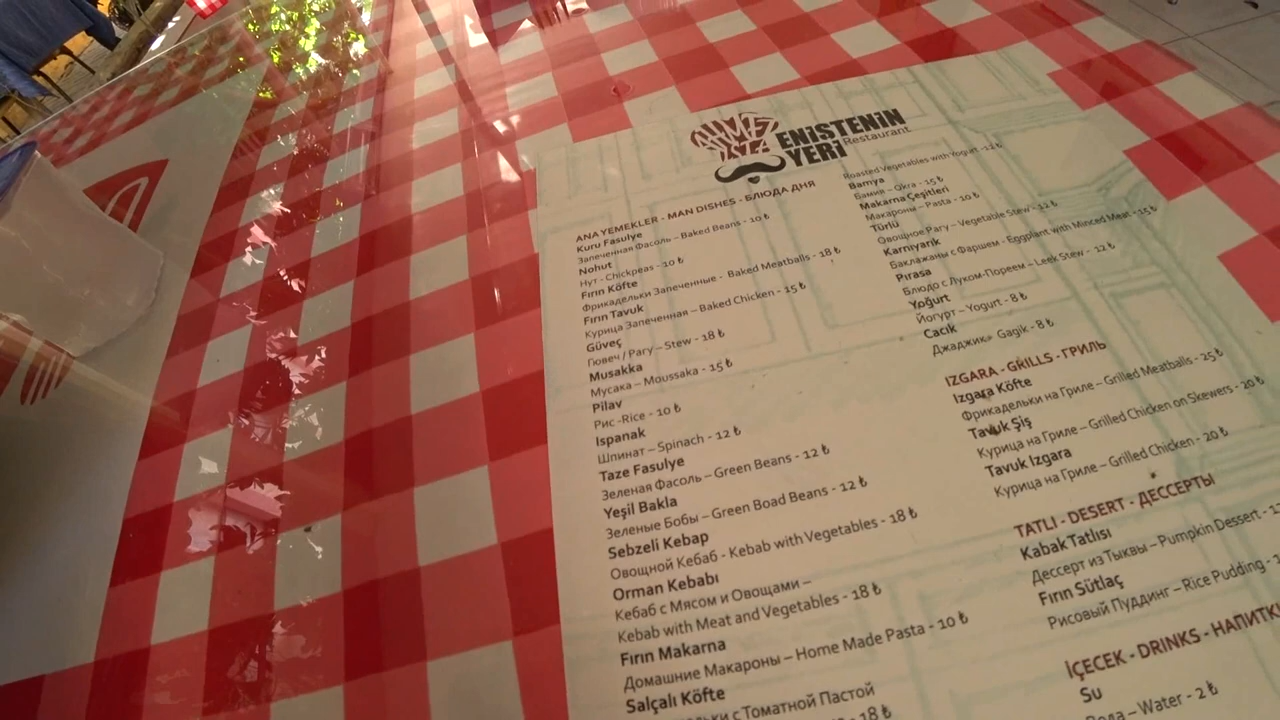 AHMET
ENİSTENİN
YERİ Restaurant
ANA YEMEKLER - MAN DISHES - БЛЮДА ДНЯ
Kuru Fasulye
Запеченная Фасоль – Baked Beans - 10 ₺
Nohut
Нут - Chickpeas - 10 ₺
Fırın Köfte
Фрикадельки Запеченные - Baked Meatballs - 18 ₺
Fırın Tavuk
Курица Запеченная – Baked Chicken - 15 ₺
Güveç
Гювеч / Рагу – Stew - 18 ₺
Musakka
Мусака – Moussaka - 15 ₺
Pilav
Рис -Rice - 10 ₺
Ispanak
Шпинат – Spinach - 12 ₺
Taze Fasulye
Зеленая Фасоль – Green Beans - 12 ₺
Yeşil Bakla
Зеленые Бобы – Green Boad Beans - 12 ₺
Sebzeli Kebap
Овощной Кебаб - Kebab with Vegetables - 18 ₺
Orman Kebabı
Кебаб с Мясом и Овощами –
Kebab with Meat and Vegetables - 18 ₺
Fırın Makarna
Домашние Макароны – Home Made Pasta - 10 ₺
Salçalı Köfte
с Томатной Пастой
18 ₺
Roasted Vegetables with Yogurt -12 ₺
Bamya
Бамия – Okra - 15 ₺
Makarna Çeşitleri
Макароны – Pasta - 10 ₺
Türlü
Овощное Рагу – Vegetable Stew - 12 ₺
Karnıyarık
Баклажаны с Фаршем - Eggplant with Minced Meat -15 ₺
Pırasa
Блюдо с Луком-Пореем – Leek Stew - 12 ₺
Yoğurt
Йогурт – Yogurt - 8 ₺
Cacık
Джаджик- Gagik - 8 ₺
IZGARA - GRILLS - ГРИЛЬ
Izgara Köfte
Фрикадельки на Гриле – Grilled Meatballs - 25 ₺
Tavuk Şiş
Курица на Гриле – Grilled Chicken on Skewers - 20 ₺
Tavuk Izgara
Курица на Гриле – Grilled Chicken - 20 ₺
TATLI - DESERT - ДЕССЕРТЫ
Kabak Tatlısı
Дессерт из Тыквы – Pumpkin Dessert -
Fırın Sütlaç
Рисовый Пуддинг – Rice Pudding -
İÇECEK - DRINKS - НАПИТКИ
Su
Вода – Water - 2 ₺